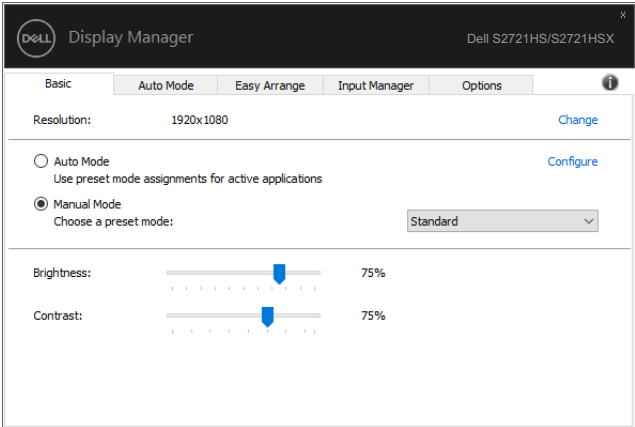 x
DELL Display Manager Dell S2721HS/S2721HSX
Basic Auto Mode Easy Arrange Input Manager Options i
Resolution: 1920x1080 Change
Auto Mode Configure
Use preset mode assignments for active applications
Manual Mode
Choose a preset mode: Standard
Brightness: 75%
Contrast: 75%